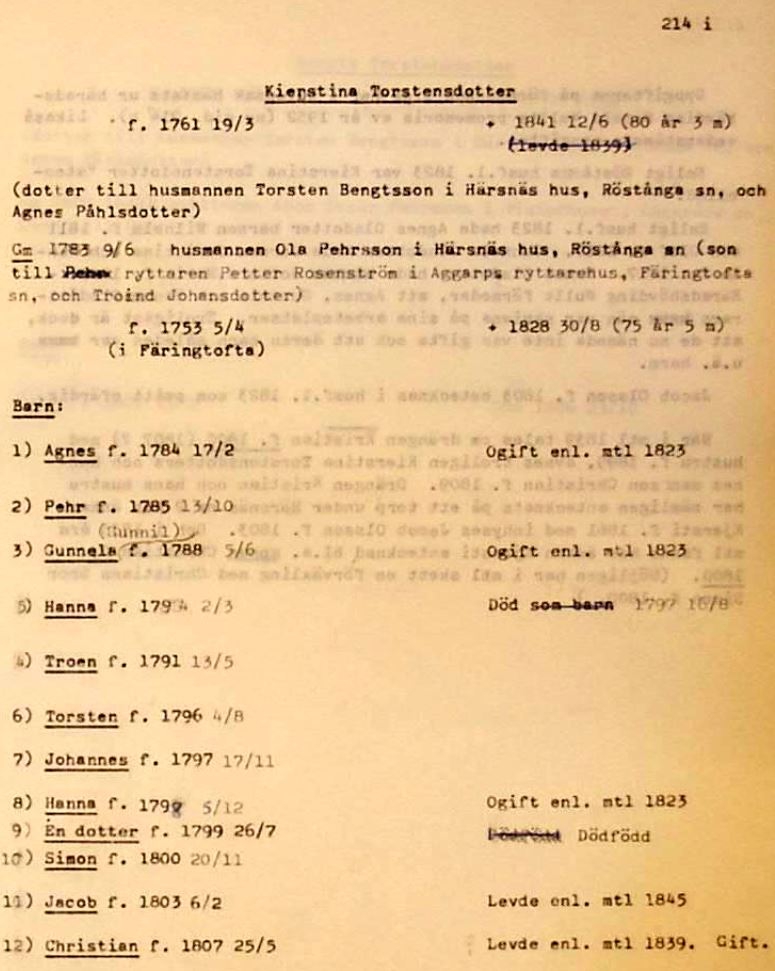 214 i
Kierstina Torstensdotter
f. 1761 19/3 + 1841 12/6 (80 år 3 m)
(levde 1839)
(dotter till husmannen Torsten Bengtsson i Härsnäs hus, Röstånga sn, och
Agnes Påhlsdotter)
Gm 1783 9/6 husmannen Ola Pehrsson i Härsnäs hus, Röstånga sn (son
till ryttaren Petter Rosenström i Aggarps ryttarehus, Färingtofta
sn, och Troind Johansdotter)
f. 1753 5/4 + 1828 30/8 (75 år 5 m)
(i Färingtofta)
Barn:
1) Agnes f. 1784 17/2 Ogift enl. mtl 1823
2) Pehr f. 1785 13/10
(Gunnil)
3) Gunnela f. 1788 5/6 Ogift enl. mtl 1823
5) Hanna f. 1794 2/3 Död som barn 1797 16/8
4) Troen f. 1791 13/5
6) Torsten f. 1796 4/8
7) Johannes f. 1797 17/11
8) Hanna f. 179 5/12 Ogift enl. mtl 1823
9) En dotter f. 1799 26/7 Dödfödd Dödfödd
10) Simon f. 1800 20/11
11) Jacob f. 1803 6/2 Levde enl. mtl 1845
12) Christian f. 1807 25/5 Levde enl. mtl 1839. Gift.